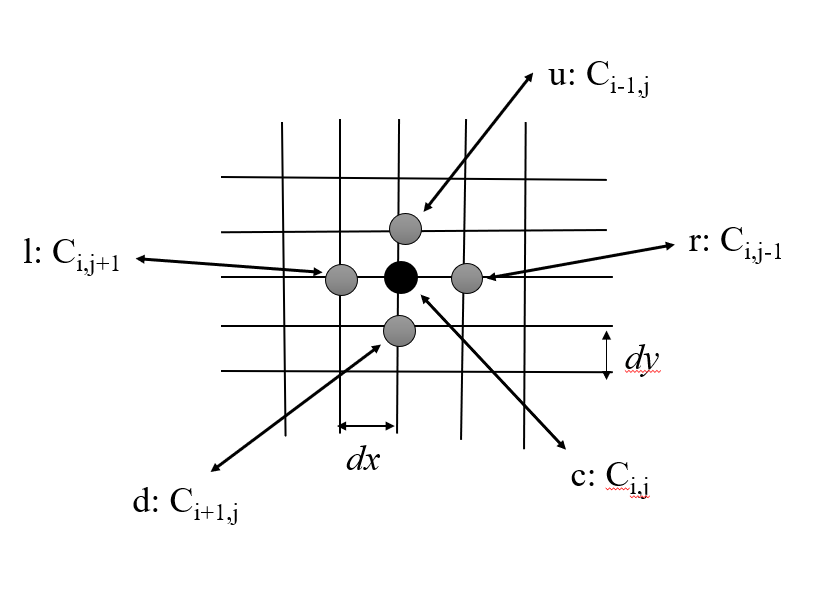 u: Ci-1,j
l: Ci,j+1
r: Ci,j-1
dy
dx
c: Ci,j
d: Ci+1,j